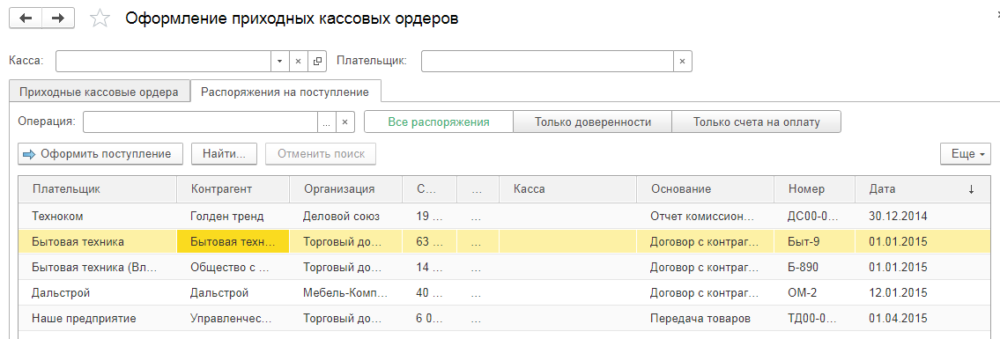 Оформление приходных кассовых ордеров
Касса: Плательщик:
Приходные кассовые ордера Распоряжения на поступление
Операция: ... Все распоряжения Только доверенности Только счета на оплату
Оформить поступление Найти... Отменить поиск Еще
Плательщик Контрагент Организация С... ... Касса Основание Номер Дата ↓
Техноком Голден тренд Деловой союз 19 ... ... Отчет комиссион... ДС00-0... 30.12.2014
Бытовая техника Бытовая техн... Торговый до... 63 ... ... Договор с контраг... Быт-9 01.01.2015
Бытовая техника (Вл... Общество с ... Торговый до... 14 ... ... Договор с контраг... Б-890 01.01.2015
Дальстрой Дальстрой Мебель-Комп... 40 ... ... Договор с контраг... ОМ-2 12.01.2015
Наше предприятие Управленчес... Торговый до... 6 0... ... Передача товаров ТД00-0... 01.04.2015